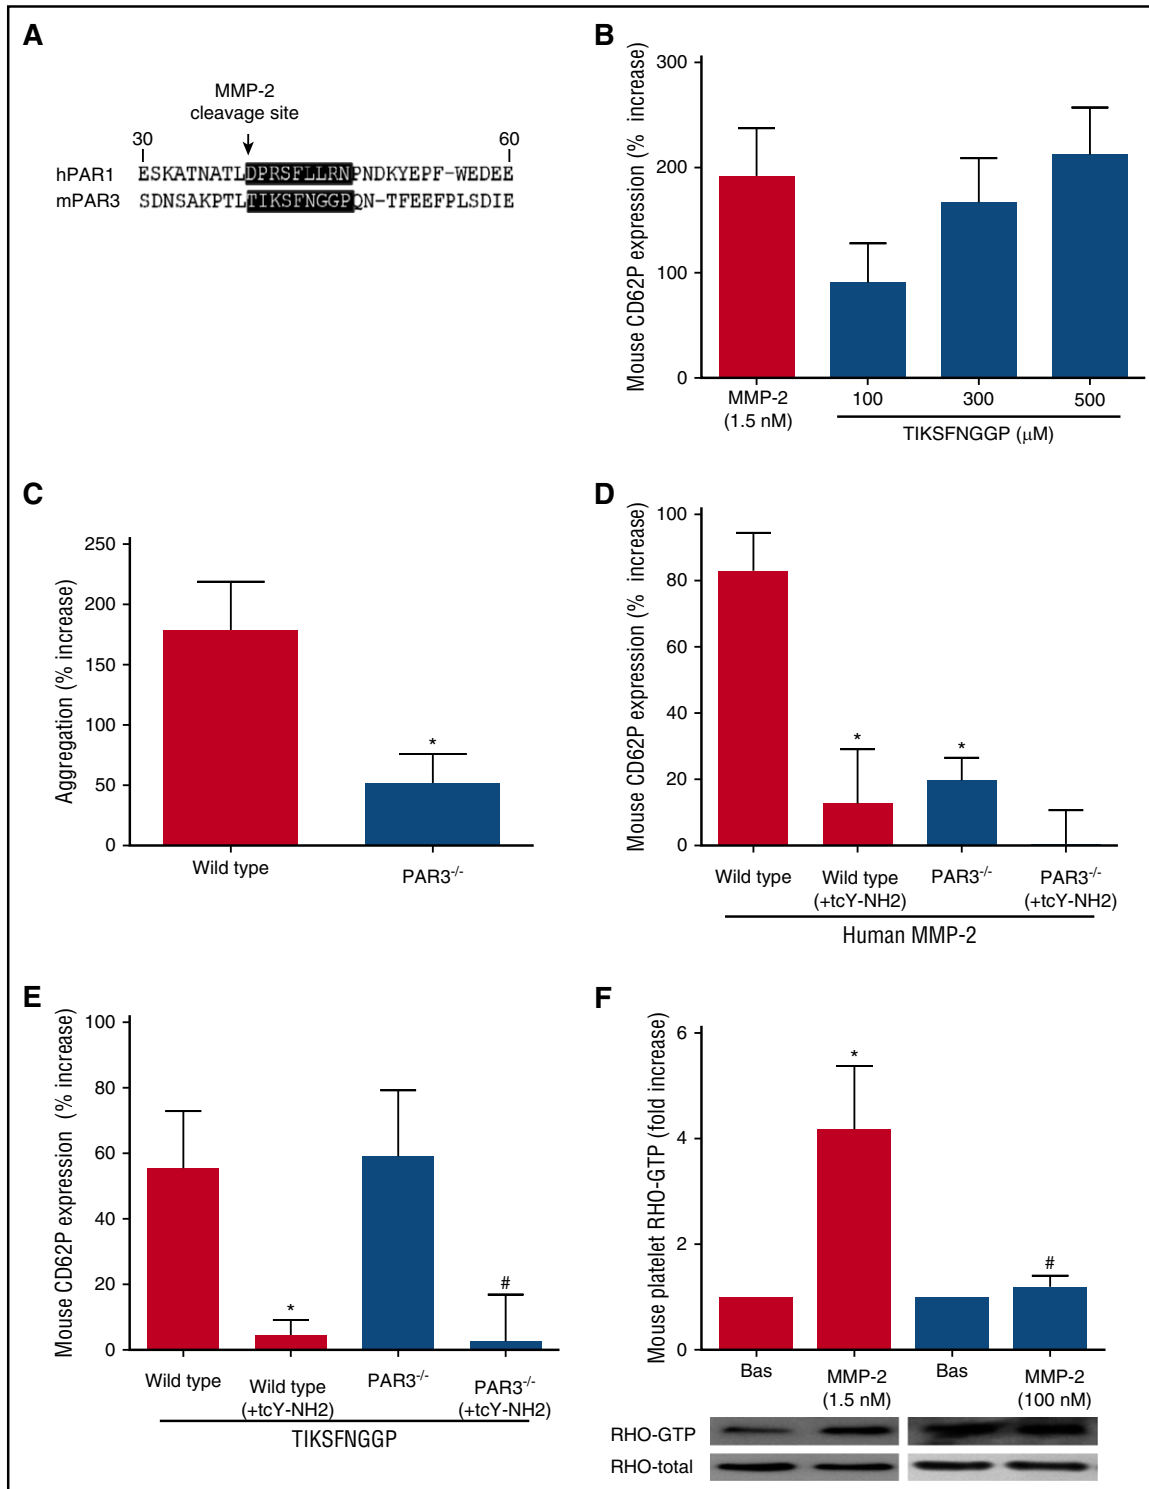 A
MMP-2
cleavage site
30 60
hPAR1 ESKATNATLDPRSFLLRNPNDKYEPF-WEDEE
mPAR3 SDNSAKPTLTIKSFNGGPQN-TFEEFPLSDIE
B
Mouse CD62P expression (% increase)
300
200
100
0
MMP-2
(1.5 nM)
100 300 500
TIKSFNGGP (μM)
C
Aggregation (% increase)
250
200
150
100
50
0
*
Wild type PAR3-/-
D
Mouse CD62P expression (% increase)
100
80
60
40
20
0
* *
Wild type
Wild type
(+tcY-NH2)
PAR3-/-
PAR3-/-
(+tcY-NH2)
Human MMP-2
E
Mouse CD62P expression (% increase)
100
80
60
40
20
0
* #
Wild type
Wild type
(+tcY-NH2)
PAR3-/-
PAR3-/-
(+tcY-NH2)
TIKSFNGGP
F
Mouse platelet RHO-GTP (fold increase)
6
4
2
0
* #
Bas
MMP-2
(1.5 nM)
Bas
MMP-2
(100 nM)
RHO-GTP
RHO-total